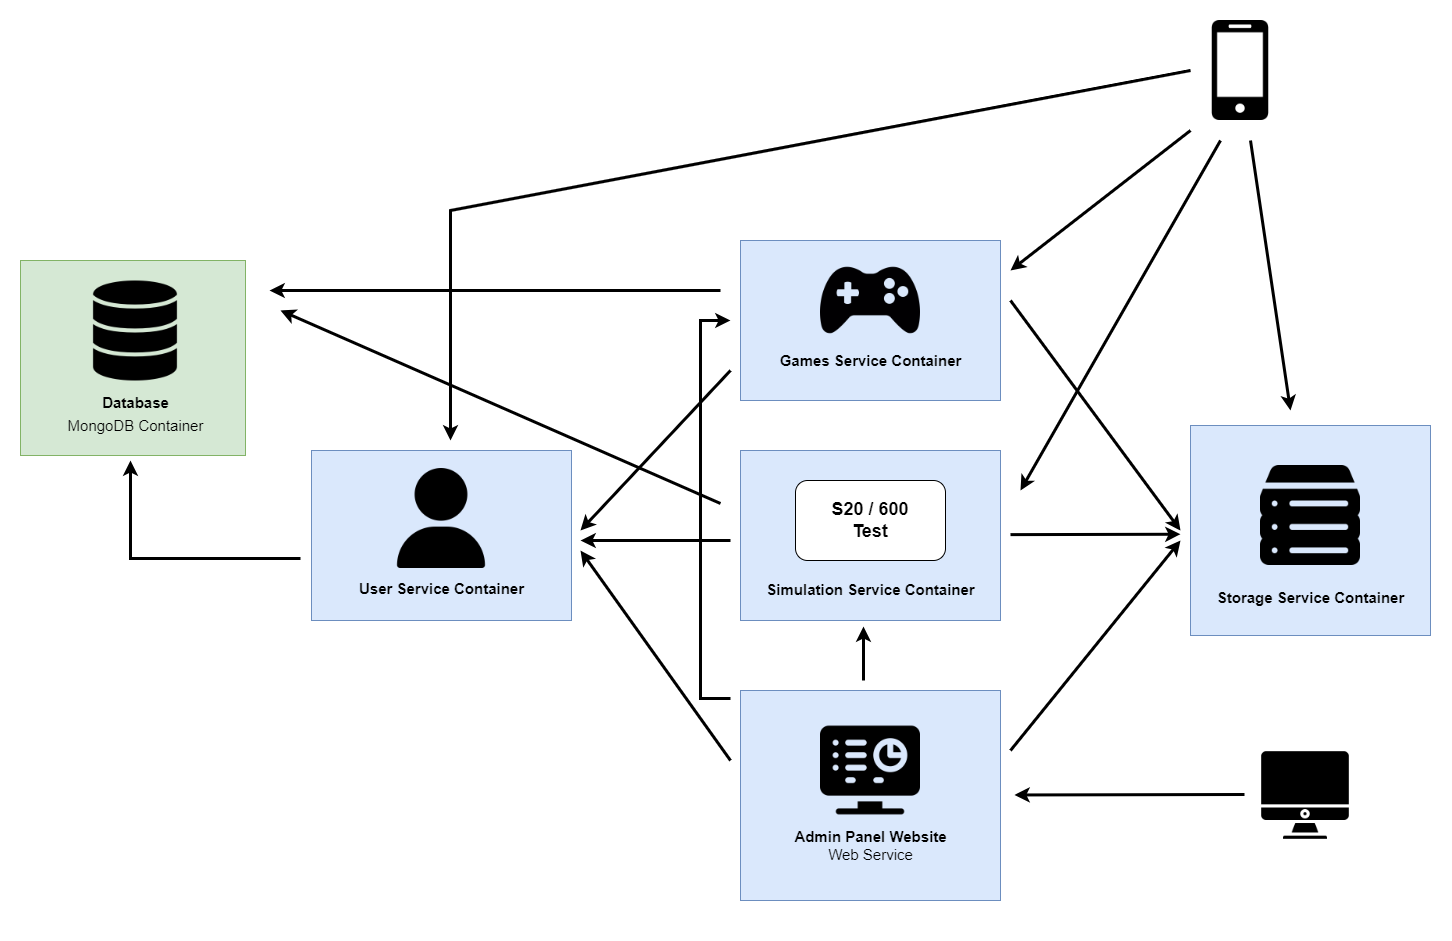 Games Service Container
Database
MongoDB Container
S20 / 600
Test
User Service Container
Simulation Service Container
Storage Service Container
Admin Panel Website
Web Service